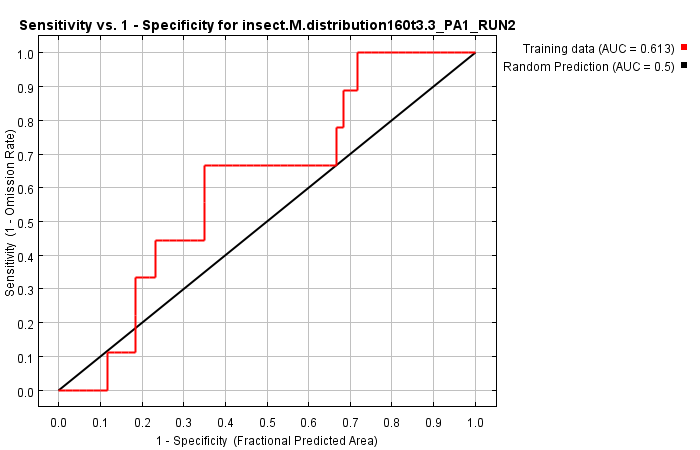 Sensitivity vs. 1 - Specificity for insect.M.distribution160t3.3_PA1_RUN2
Training data (AUC = 0.613)
Random Prediction (AUC = 0.5)
Sensitivity (1 - Omission Rate)
1.0
0.9
0.8
0.7
0.6
0.5
0.4
0.3
0.2
0.1
0.0
0.0 0.1 0.2 0.3 0.4 0.5 0.6 0.7 0.8 0.9 1.0
1 - Specificity (Fractional Predicted Area)